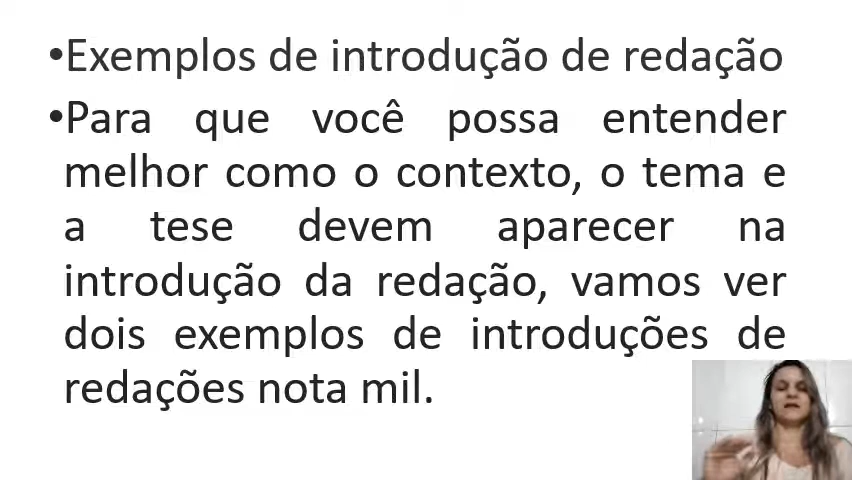 •Exemplos de introdução de redação
•Para que você possa entender
melhor como o contexto, o tema e
a tese devem aparecer na
introdução da redação, vamos ver
dois exemplos de introduções de
redações nota mil.